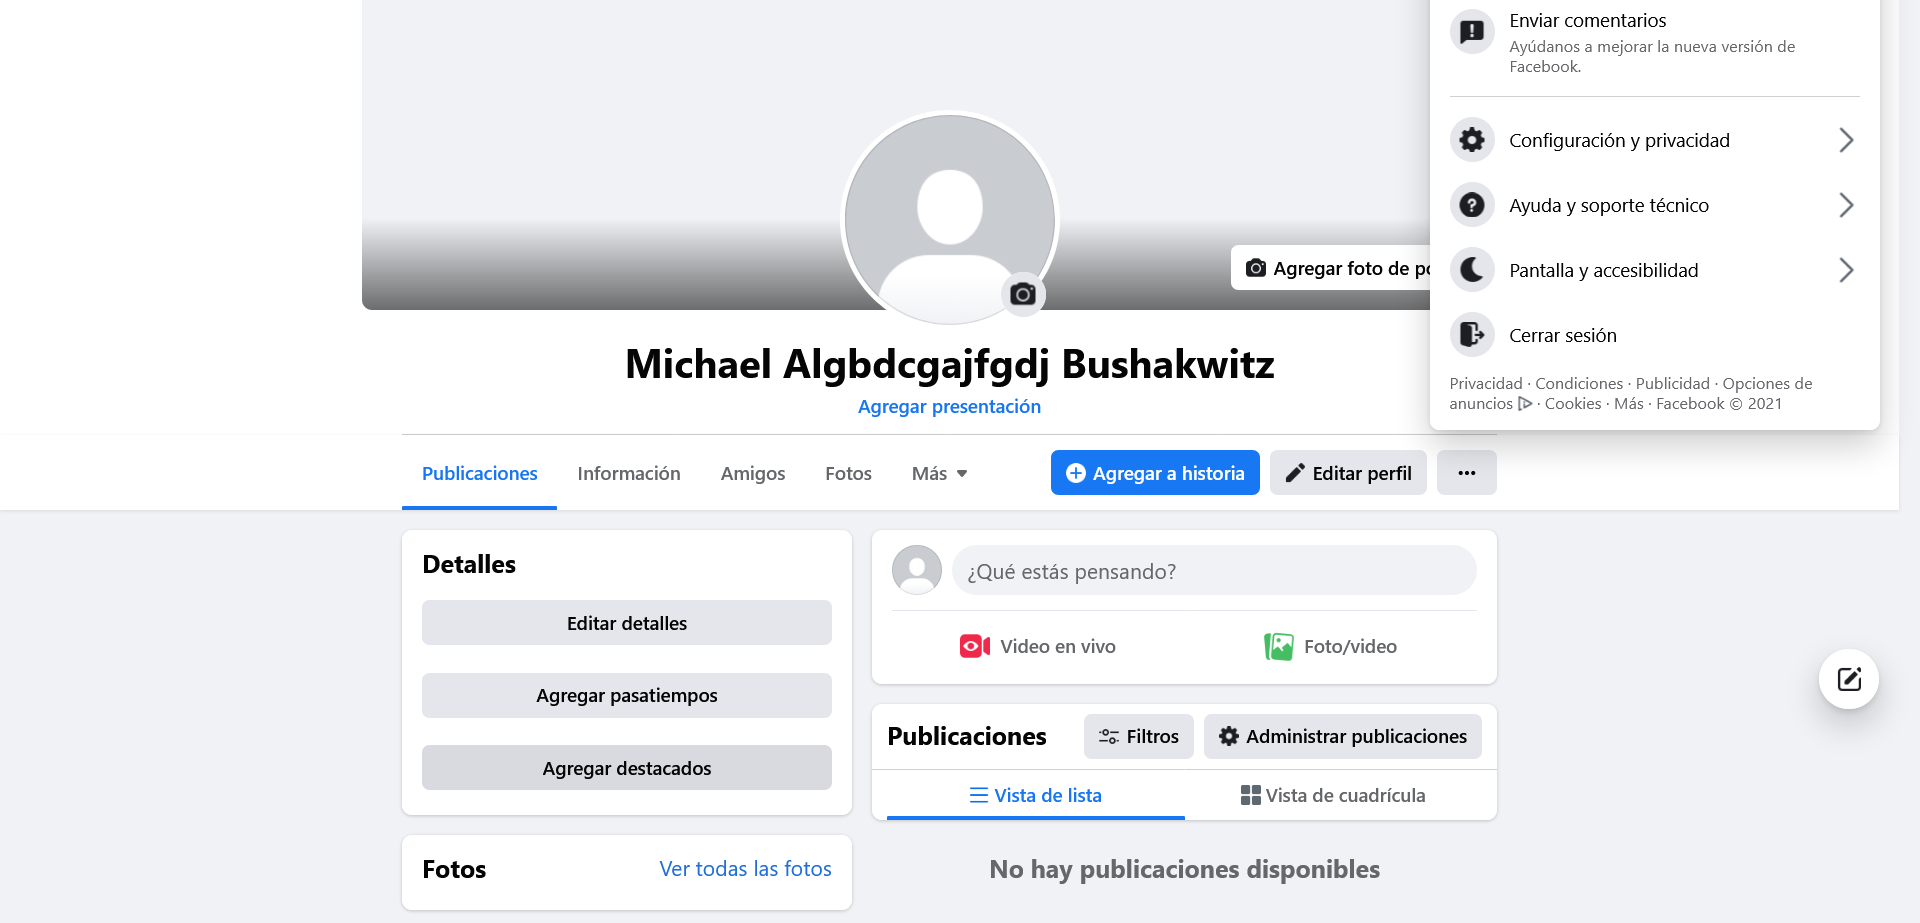 Enviar comentarios
Ayúdanos a mejorar la nueva versión de
Facebook.
Configuración y privacidad
Ayuda y soporte técnico
Pantalla y accesibilidad
Cerrar sesión
Privacidad · Condiciones · Publicidad · Opciones de
anuncios · Cookies · Más · Facebook © 2021
Agregar foto de
Michael Algbdcgajfgdj Bushakwitz
Agregar presentación
Publicaciones
Información
Amigos
Fotos
Más
Agregar a historia
Editar perfil
Detalles
Editar detalles
Agregar pasatiempos
Agregar destacados
Fotos
Ver todas las fotos
¿Qué estás pensando?
Video en vivo
Foto/video
Publicaciones
Filtros
Administrar publicaciones
Vista de lista
Vista de cuadrícula
No hay publicaciones disponibles